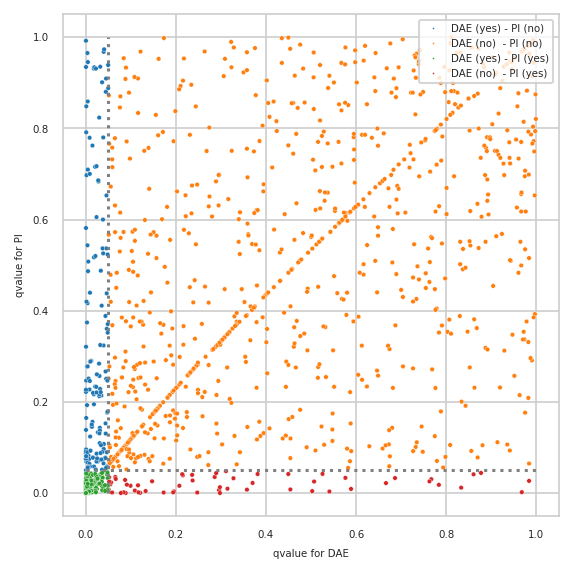 DAE (yes) - PI (no)
DAE (no) - PI (no)
DAE (yes) - PI (yes)
DAE (no) - PI (yes)
1.0
0.8
0.6
0.4
0.2
0.0
qvalue for PI
0.0 0.2 0.4 0.6 0.8 1.0
qvalue for DAE